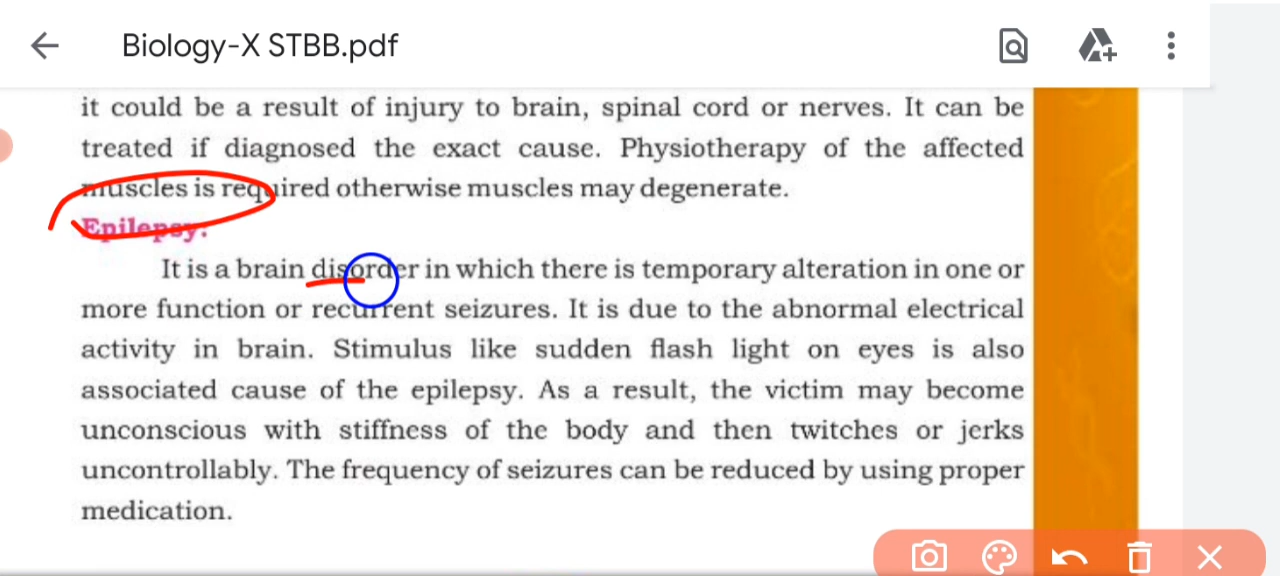 Biology-X STBB.pdf
it could be a result of injury to brain, spinal cord or nerves. It can be
treated if diagnosed the exact cause. Physiotherapy of the affected
muscles is required otherwise muscles may degenerate.
Epilepsy:
It is a brain disorder in which there is temporary alteration in one or
more function or recurrent seizures. It is due to the abnormal electrical
activity in brain. Stimulus like sudden flash light on eyes is also
associated cause of the epilepsy. As a result, the victim may become
unconscious with stiffness of the body and then twitches or jerks
uncontrollably. The frequency of seizures can be reduced by using proper
medication.